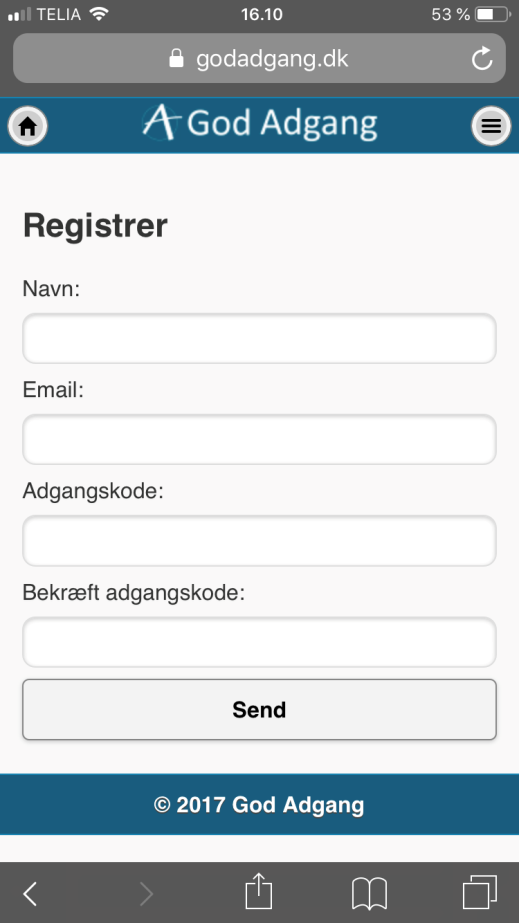 TELIA 16.10 53 %
godadgang.dk
God Adgang
Registrer
Navn:
Email:
Adgangskode:
Bekræft adgangskode:
Send
© 2017 God Adgang